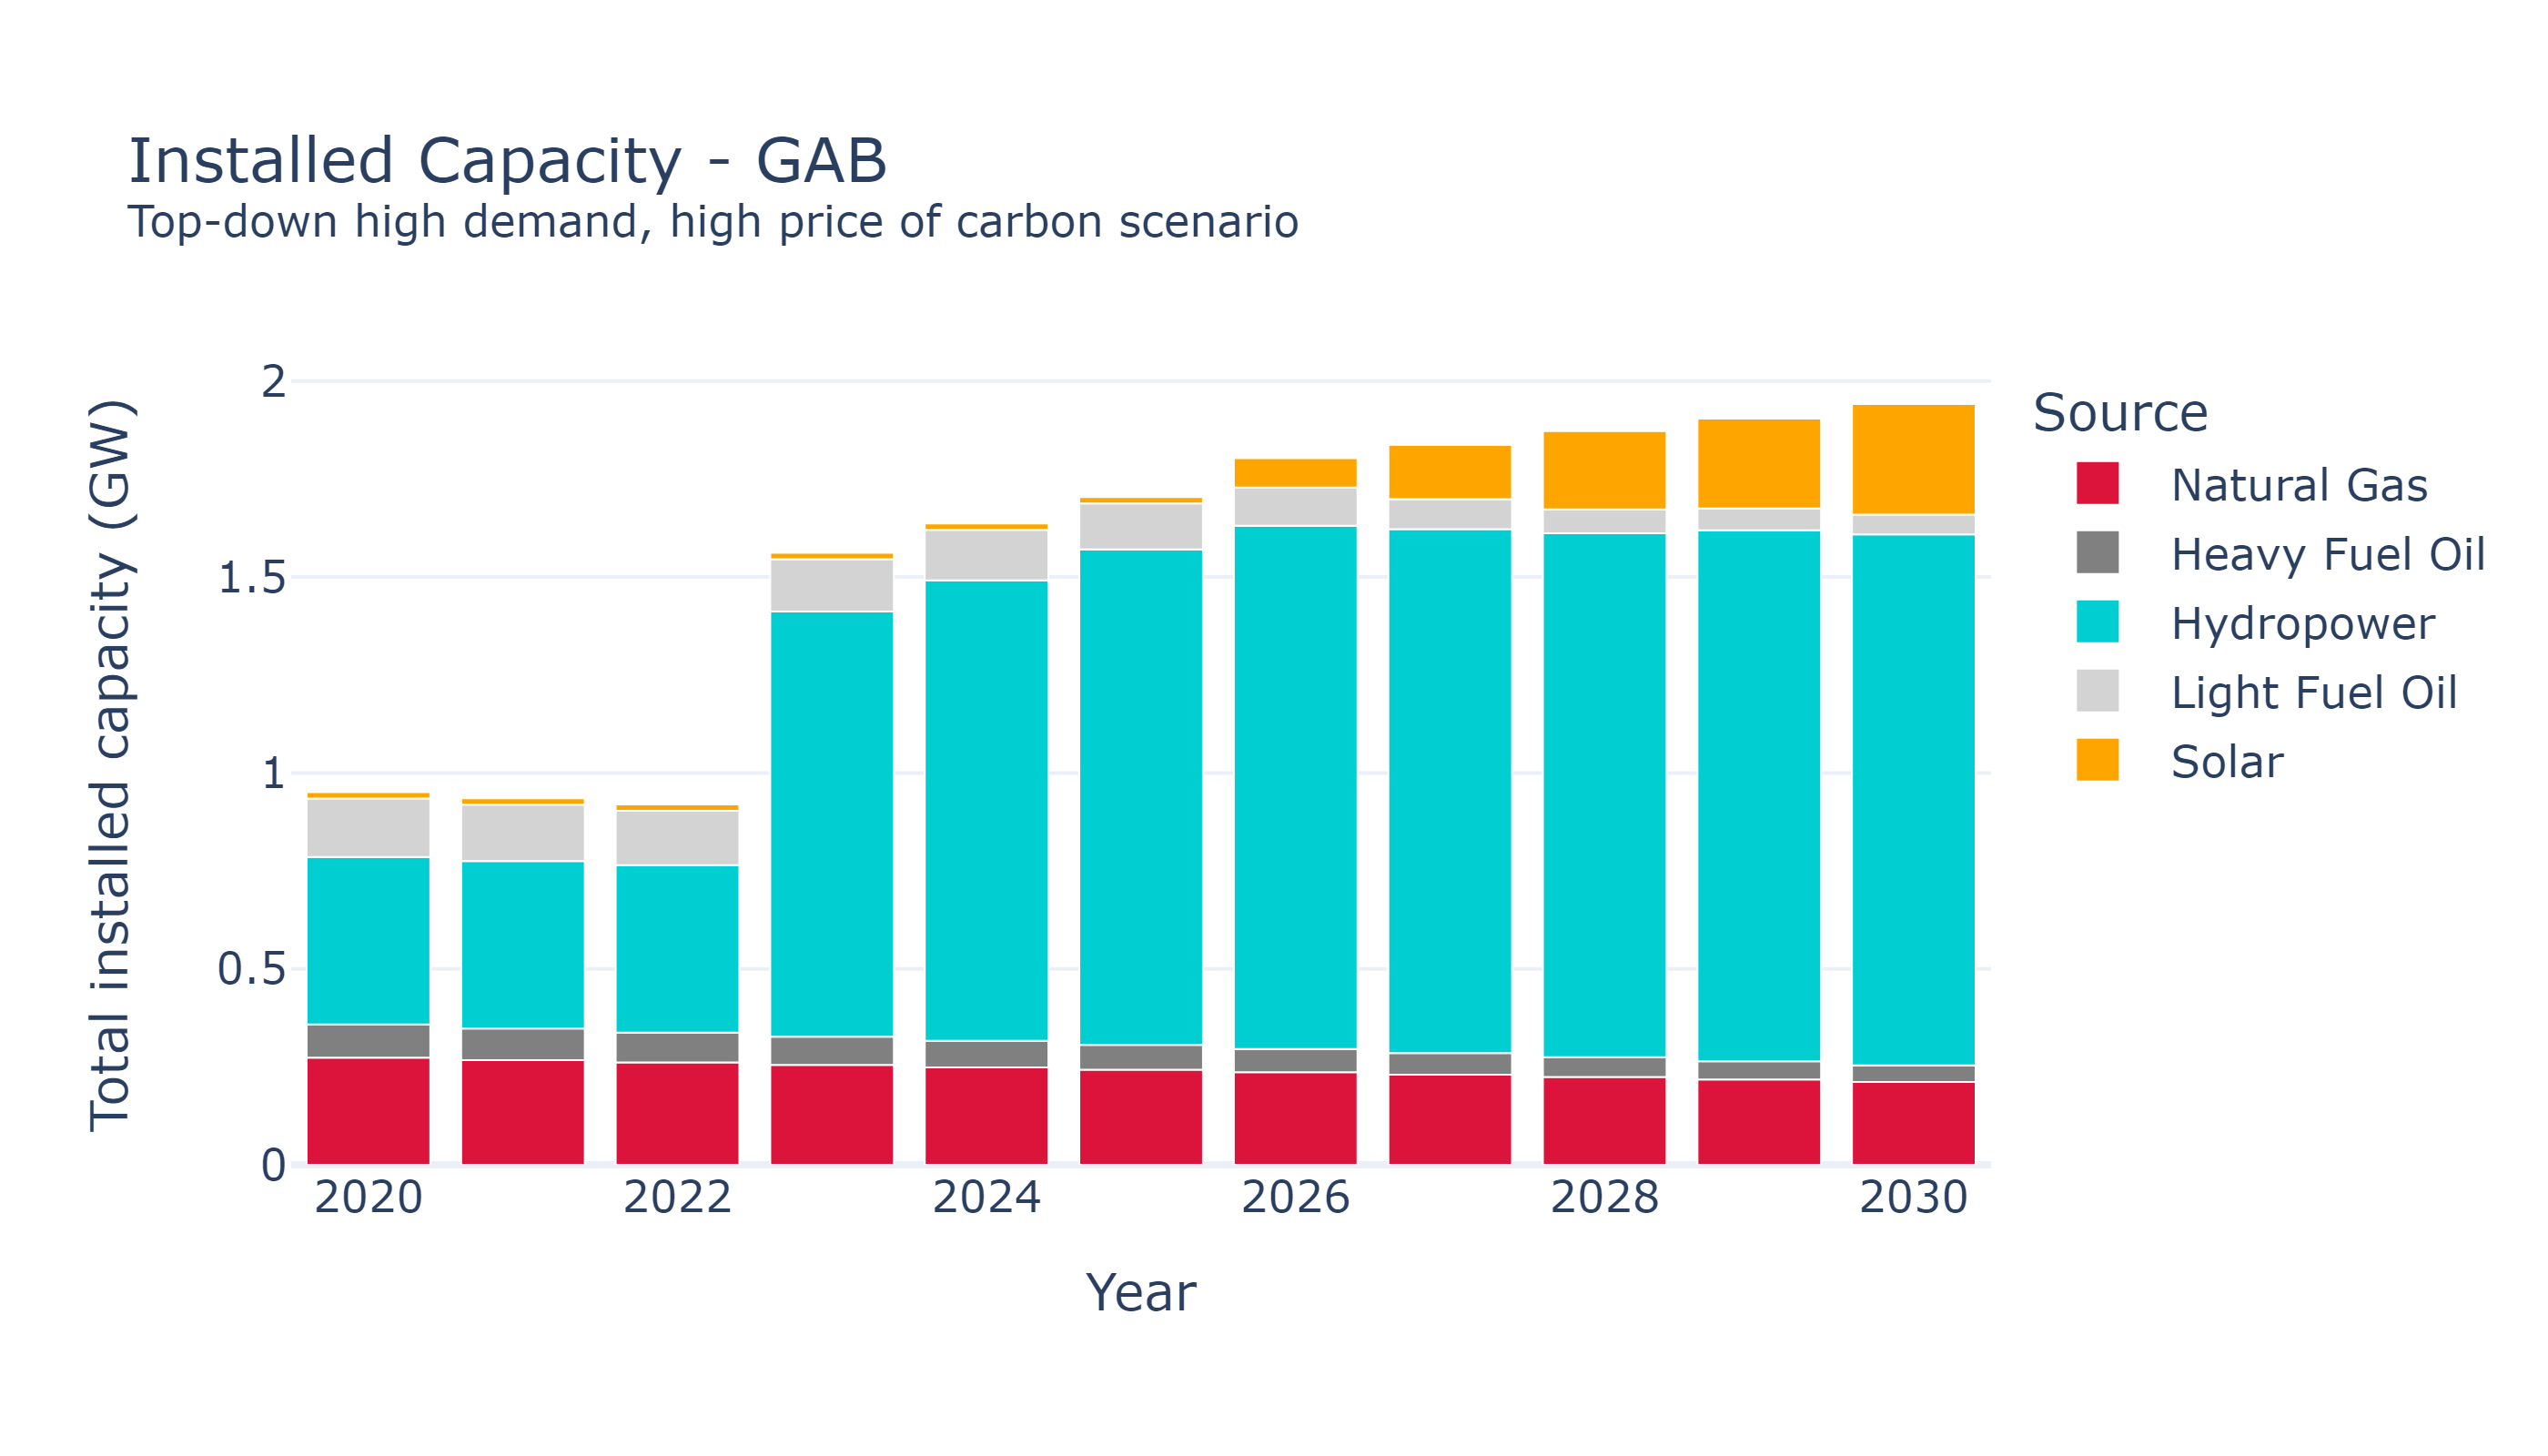 Installed Capacity - GAB
Top-down high demand, high price of carbon scenario
Total installed capacity (GW)
2
1.5
1
0.5
0
2020
2022
2024
2026
2028
2030
Year
Source
Natural Gas
Heavy Fuel Oil
Hydropower
Light Fuel Oil
Solar